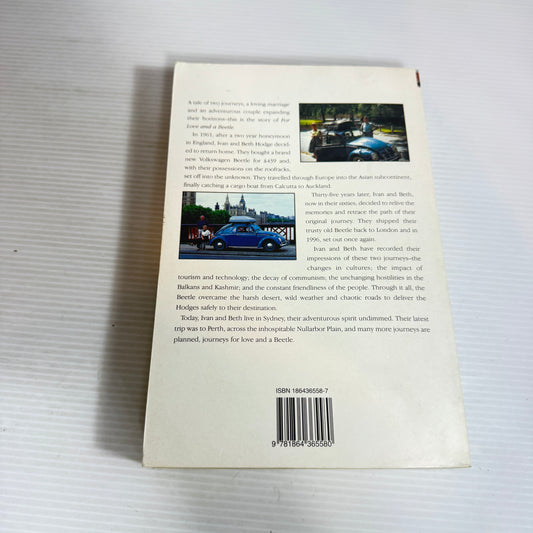 A tale of two journeys, a loving marriage
and an adventurous couple expanding
their horizons–this is the story of For
Love and a Beetle.
In 1961, after a two year honeymoon
in England, Ivan and Beth Hodge decid-
ed to return home. They bought a brand
new Volkswagen Beetle for £459 and,
with their possessions on the roofracks,
set off into the unknown. They travelled through Europe into the Asian subcontinent,
finally catching a cargo boat from Calcutta to Auckland.
Thirty-five years later, Ivan and Beth,
now in their sixties, decided to relive the
memories and retrace the path of their
original journey. They shipped their
trusty old Beetle back to London and in
1996, set out once again.
Ivan and Beth have recorded their
impressions of these two journeys–the
changes in cultures; the impact of
tourism and technology; the decay of communism; the unchanging hostilities in the
Balkans and Kashmir; and the constant friendliness of the people. Through it all, the
Beetle overcame the harsh desert, wild weather and chaotic roads to deliver the
Hodges safely to their destination.
Today, Ivan and Beth live in Sydney, their adventurous spirit undimmed. Their latest
trip was to Perth, across the inhospitable Nullarbor Plain, and many more journeys are
planned, journeys for love and a Beetle.
ISBN 186436558-7
9 781864 365580